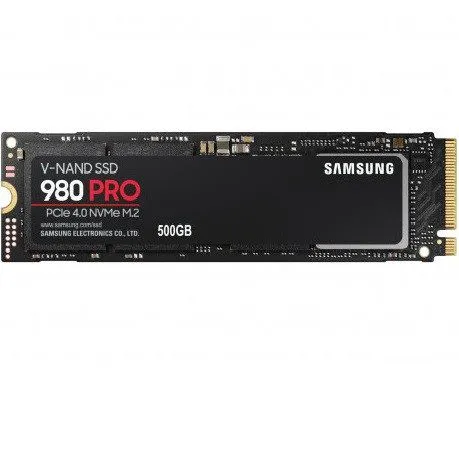 V-NAND SSD
980 PRO
PCIe 4.0 NVMe M.2
www.samsung.com/ssd
SAMSUNG ELECTRONICS CO., LTD.
500GB
SAMSUNG